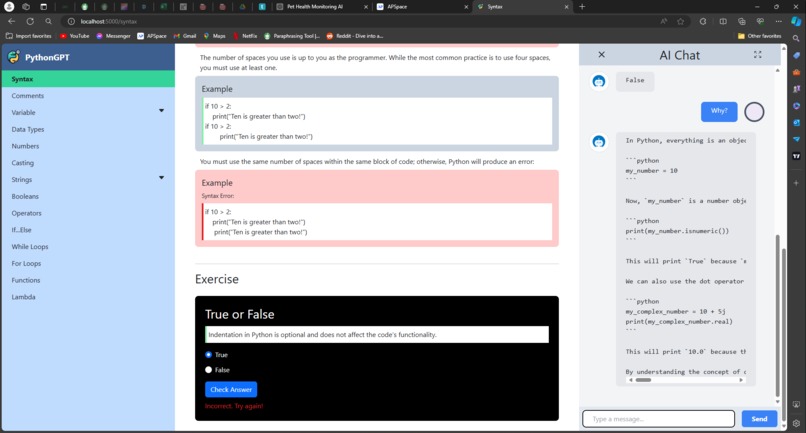 Pet Health Monitoring AI
APSpace
Syntax
localhost:5000/syntax
Import favorites
YouTube
Messenger
APSpace
Gmail
Maps
Netflix
Paraphrasing Tool |...
Reddit - Dive into a...
Other favorites
PythonGPT
Syntax
Comments
Variable
Data Types
Numbers
Casting
Strings
Booleans
Operators
If...Else
While Loops
For Loops
Functions
Lambda
The number of spaces you use is up to you as the programmer. While the most common practice is to use four spaces,
you must use at least one.
Example
if 10 > 2:
print("Ten is greater than two!")
if 10 > 2:
print("Ten is greater than two!")
You must use the same number of spaces within the same block of code; otherwise, Python will produce an error:
Example
Syntax Error:
if 10 > 2:
print("Ten is greater than two!")
print("Ten is greater than two!")
Exercise
True or False
Indentation in Python is optional and does not affect the code's functionality.
True
False
Check Answer
Incorrect. Try again!
AI Chat
False
Why?
In Python, everything is an obje
```python
my_number = 10
```
Now, `my_number` is a number obje
```python
print(my_number.isnumeric())
```
This will print `True` because `m
We can also use the dot operator
```python
my_complex_number = 10 + 5j
print(my_complex_number.real)
```
This will print `10.0` because th
By understanding the concept of o
Type a message...
Send